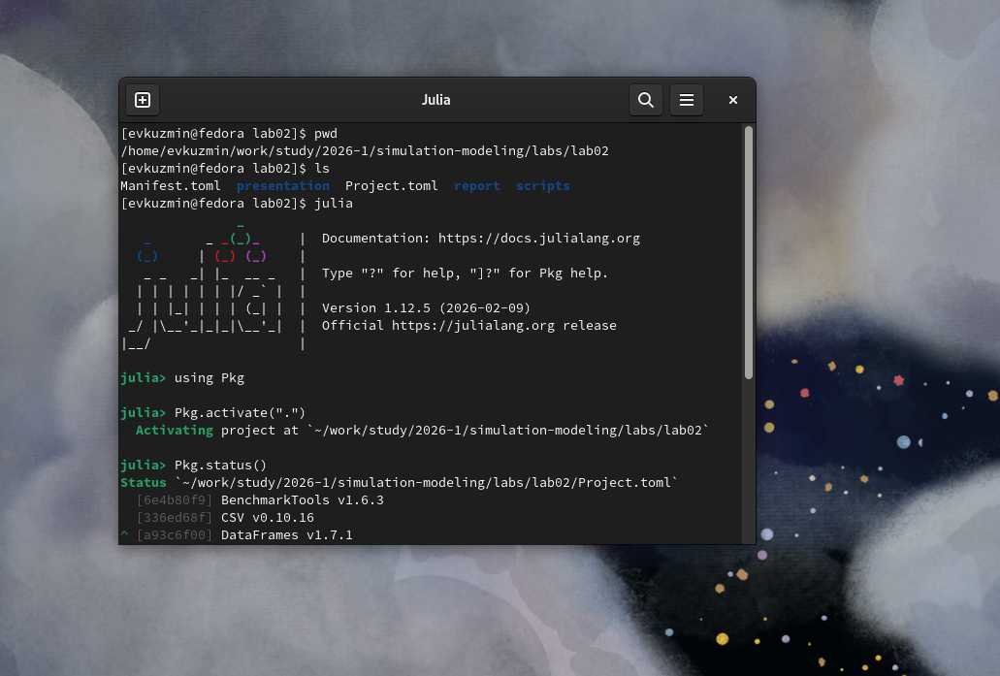 Julia
[evkuzmin@fedora lab02]$ pwd
/home/evkuzmin/work/study/2026-1/simulation-modeling/labs/lab02
[evkuzmin@fedora lab02]$ ls
Manifest.toml  presentation  Project.toml  report  scripts
[evkuzmin@fedora lab02]$ julia
               _
   _       _ _(_)_     |  Documentation: https://docs.julialang.org
  (_)     | (_) (_)    |
   _ _   _| |_  __ _   |  Type "?" for help, "]?" for Pkg help.
  | | | | | | |/ _` |  |
  | | |_| | | | (_| |  |  Version 1.12.5 (2026-02-09)
 _/ |\__'_|_|_|\__'_|  |  Official https://julialang.org release
|__/                   |
julia> using Pkg
julia> Pkg.activate(".")
  Activating project at `~/work/study/2026-1/simulation-modeling/labs/lab02`
julia> Pkg.status()
Status `~/work/study/2026-1/simulation-modeling/labs/lab02/Project.toml`
  [6e4b80f9] BenchmarkTools v1.6.3
  [336ed68f] CSV v0.10.16
^ [a93c6f00] DataFrames v1.7.1